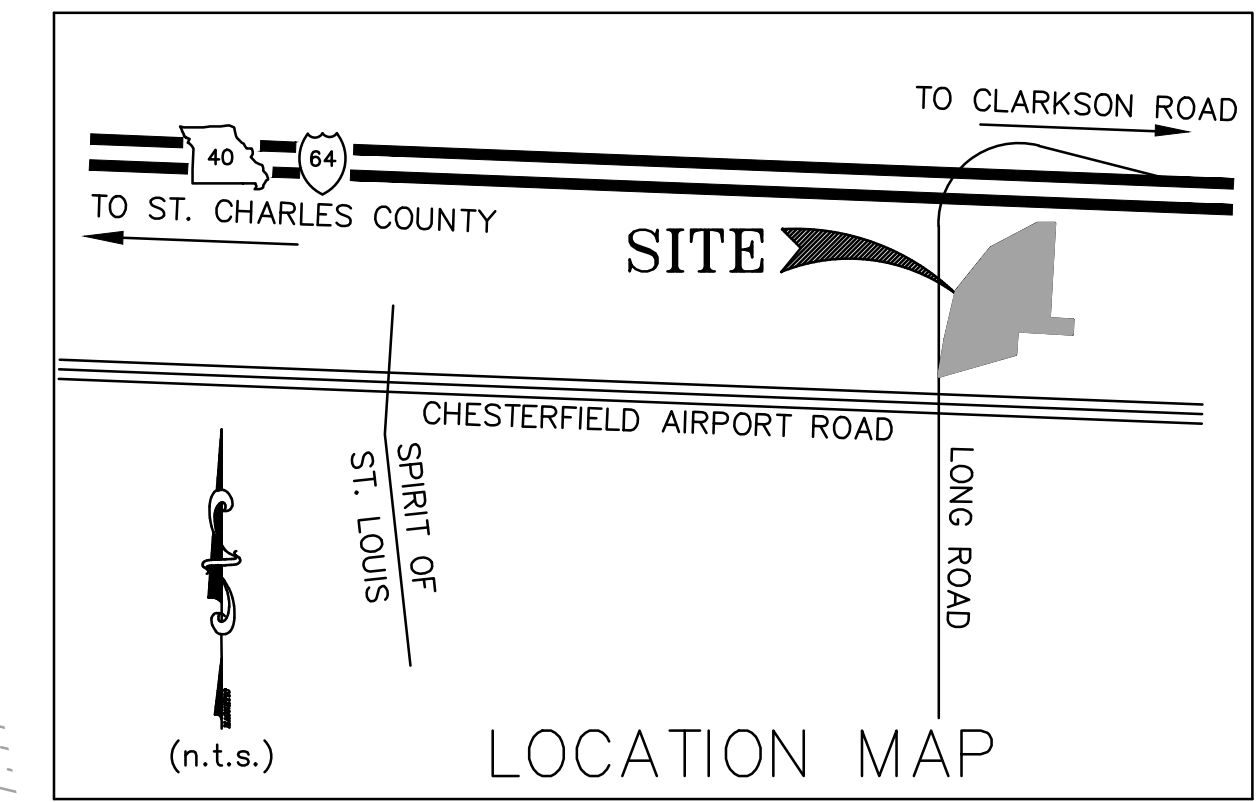 TO CLARKSON ROAD
40
64
TO ST. CHARLES COUNTY
SITE
CHESTERFIELD AIRPORT ROAD
SPIRIT OF
ST. LOUIS
LONG ROAD
(n.t.s.)
LOCATION MAP